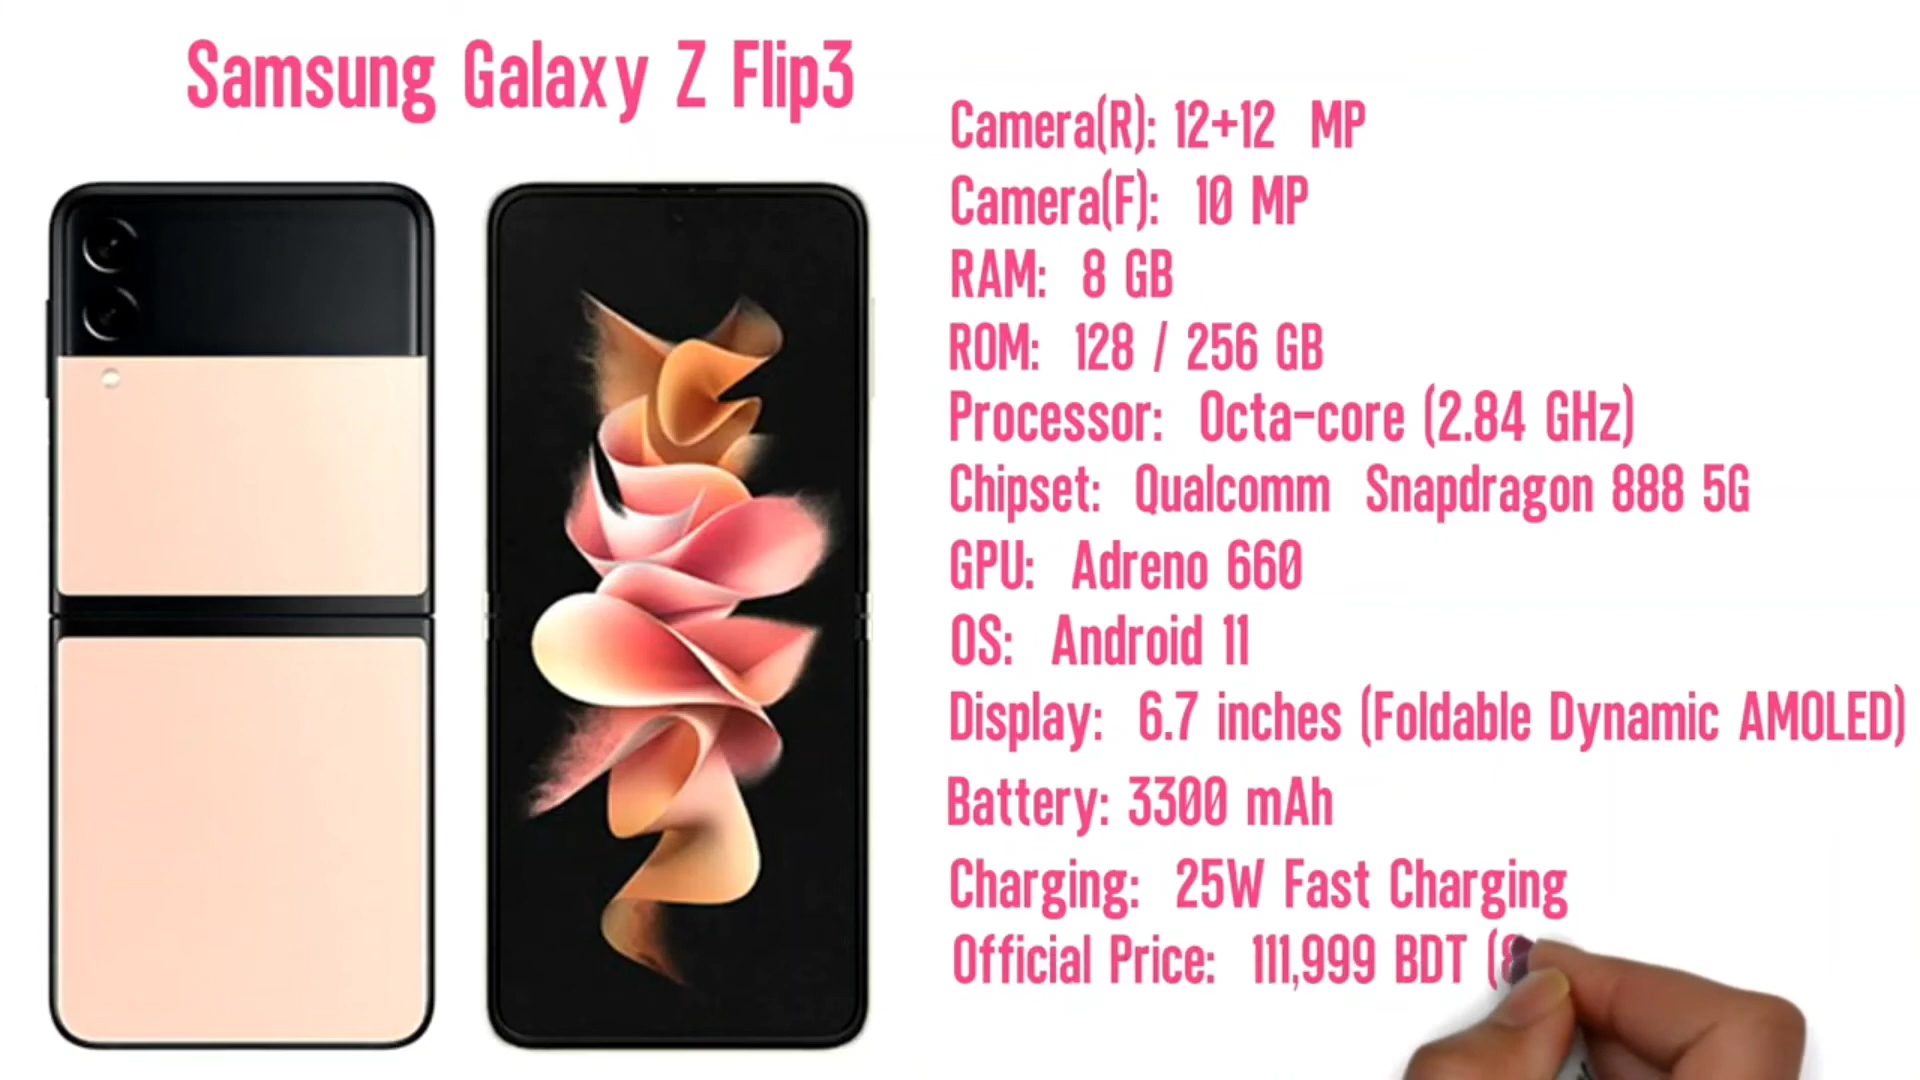 Samsung Galaxy Z Flip3
Camera(R): 12+12 MP
Camera(F): 10 MP
RAM: 8 GB
ROM: 128 / 256 GB
Processor: Octa-core (2.84 GHz)
Chipset: Qualcomm Snapdragon 888 5G
GPU: Adreno 660
OS: Android 11
Display: 6.7 inches (Foldable Dynamic AMOLED)
Battery: 3300 mAh
Charging: 25W Fast Charging
Official Price: 111,999 BDT